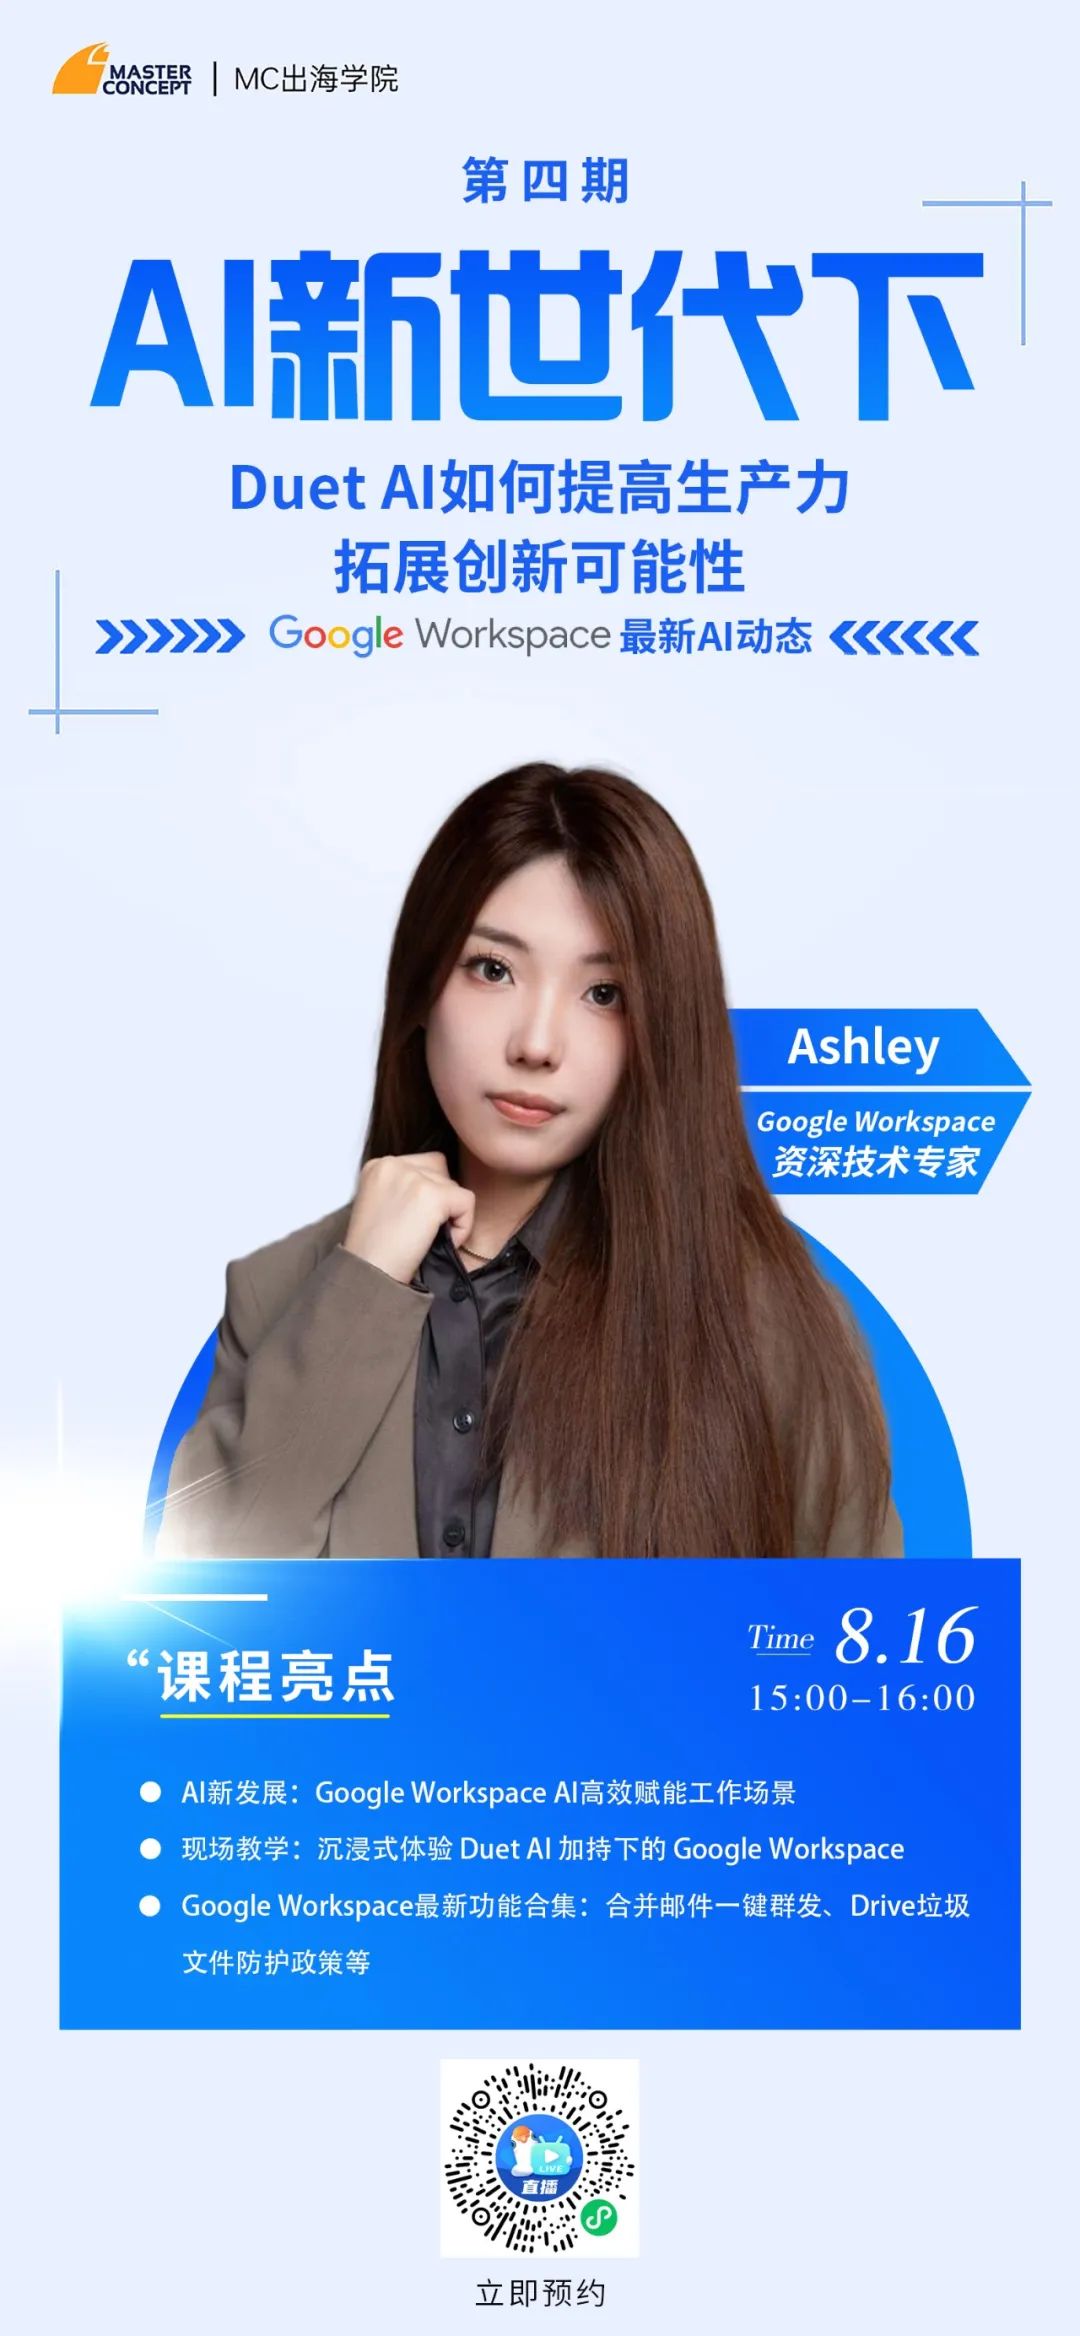 MASTER
CONCEPT
MC出海学院
第四期
AI新世代下
Duet AI如何提高生产力
拓展创新可能性
Google Workspace 最新AI动态
Ashley
Google Workspace
资深技术专家
“课程亮点
Time 8.16
15:00-16:00
AI新发展：Google Workspace AI高效赋能工作场景
现场教学：沉浸式体验 Duet AI 加持下的 Google Workspace
Google Workspace最新功能合集：合并邮件一键群发、Drive垃圾
文件防护政策等
LIVE
直播
立即预约